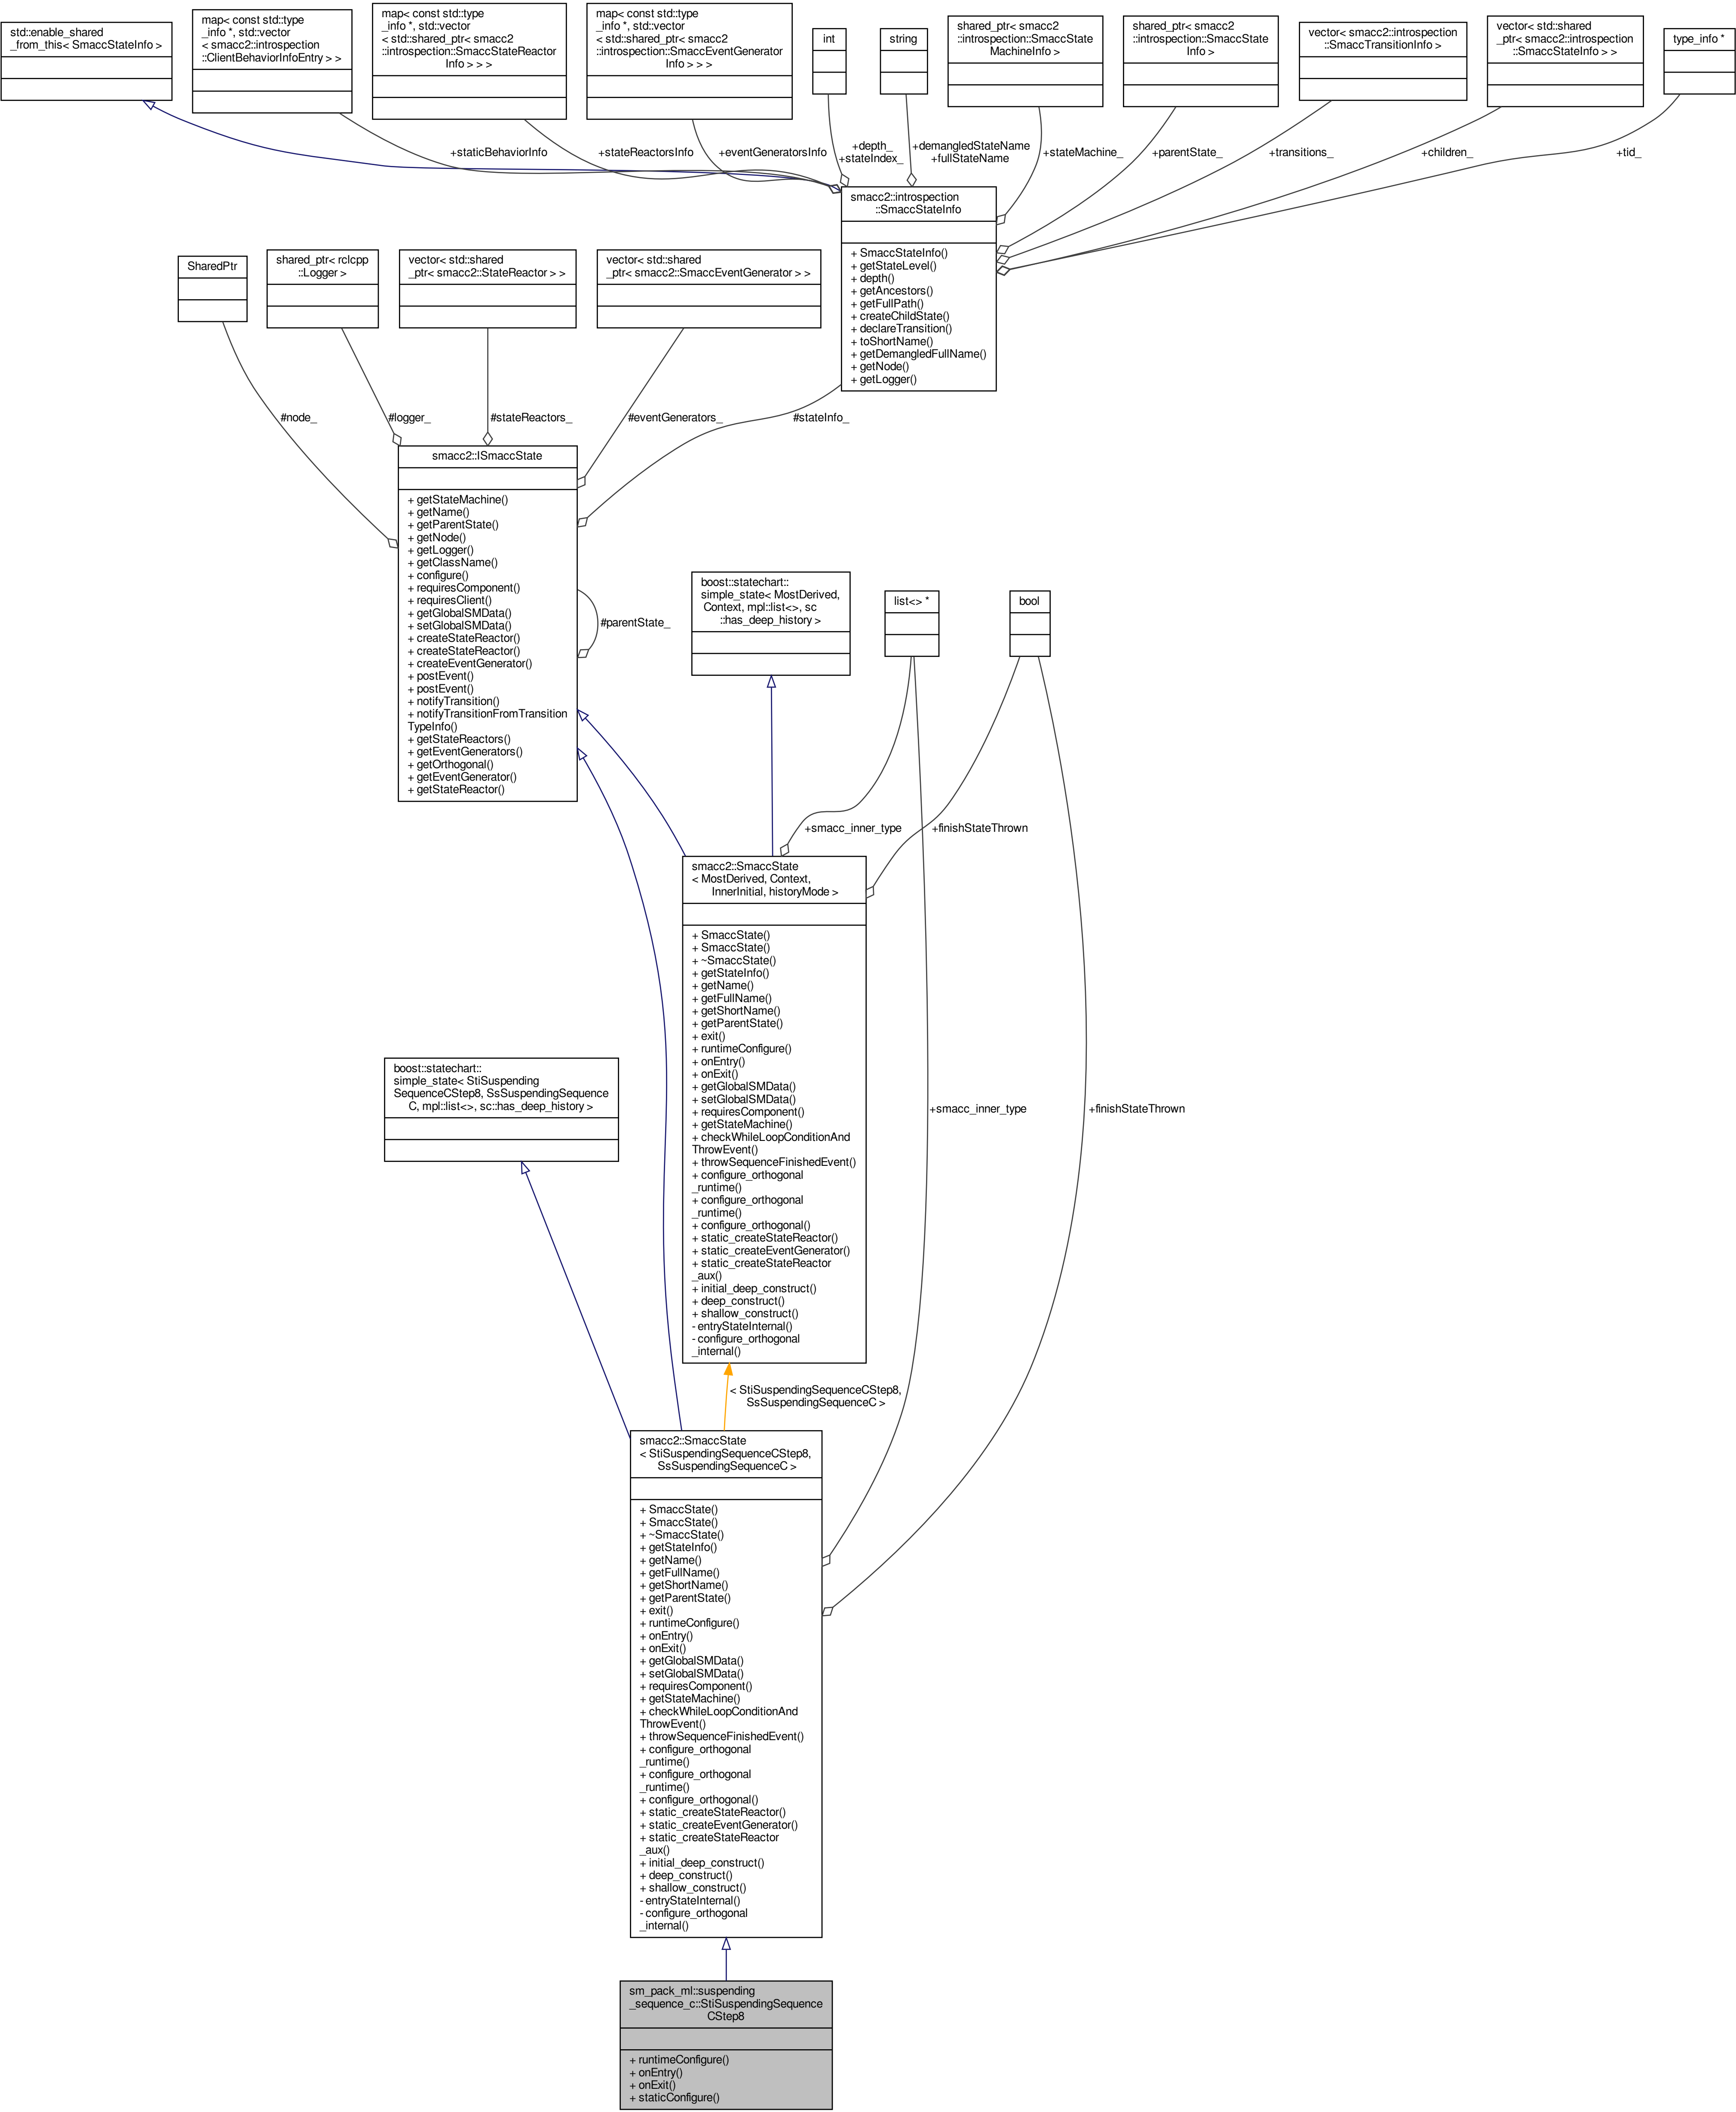 std::enable_shared
_from_this< SmaccStateInfo >
map< const std::type
_info *, std::vector
< smacc2::introspection
::ClientBehaviorInfoEntry > >
map< const std::type
_info *, std::vector
< std::shared_ptr< smacc2
::introspection::SmaccStateReactor
Info > > >
map< const std::type
_info *, std::vector
< std::shared_ptr< smacc2
::introspection::SmaccEventGenerator
Info > > >
int
string
shared_ptr< smacc2
::introspection::SmaccState
MachineInfo >
shared_ptr< smacc2
::introspection::SmaccState
Info >
vector< smacc2::introspection
::SmaccTransitionInfo >
vector< std::shared
_ptr< smacc2::introspection
::SmaccStateInfo > >
type_info *
+staticBehaviorInfo
+stateReactorsInfo
+eventGeneratorsInfo
+depth_
+stateIndex_
+demangledStateName
+fullStateName
+stateMachine_
+parentState_
+transitions_
+children_
+tid_
smacc2::introspection
::SmaccStateInfo
+ SmaccStateInfo()
+ getStateLevel()
+ depth()
+ getAncestors()
+ getFullPath()
+ createChildState()
+ declareTransition()
+ toShortName()
+ getDemangledFullName()
+ getNode()
+ getLogger()
SharedPtr
shared_ptr< rclcpp
::Logger >
vector< std::shared
_ptr< smacc2::StateReactor > >
vector< std::shared
_ptr< smacc2::SmaccEventGenerator > >
#node_
#logger_
#stateReactors_
#eventGenerators_
#stateInfo_
smacc2::ISmaccState
+ getStateMachine()
+ getName()
+ getParentState()
+ getNode()
+ getLogger()
+ getClassName()
+ configure()
+ requiresComponent()
+ requiresClient()
+ getGlobalSMData()
+ setGlobalSMData()
+ createStateReactor()
+ createStateReactor()
+ createEventGenerator()
+ postEvent()
+ postEvent()
+ notifyTransition()
+ notifyTransitionFromTransition
TypeInfo()
+ getStateReactors()
+ getEventGenerators()
+ getOrthogonal()
+ getEventGenerator()
+ getStateReactor()
#parentState_
boost::statechart::
simple_state< MostDerived,
Context, mpl::list<>, sc
::has_deep_history >
list<> *
bool
+smacc_inner_type
+finishStateThrown
smacc2::SmaccState
< MostDerived, Context,
InnerInitial, historyMode >
+ SmaccState()
+ SmaccState()
+ ~SmaccState()
+ getStateInfo()
+ getName()
+ getFullName()
+ getShortName()
+ getParentState()
+ exit()
+ runtimeConfigure()
+ onEntry()
+ onExit()
+ getGlobalSMData()
+ setGlobalSMData()
+ requiresComponent()
+ getStateMachine()
+ checkWhileLoopConditionAnd
ThrowEvent()
+ throwSequenceFinishedEvent()
+ configure_orthogonal
_runtime()
+ configure_orthogonal
_runtime()
+ configure_orthogonal()
+ static_createStateReactor()
+ static_createEventGenerator()
+ static_createStateReactor
_aux()
+ initial_deep_construct()
+ deep_construct()
+ shallow_construct()
- entryStateInternal()
- configure_orthogonal
_internal()
boost::statechart::
simple_state< StiSuspending
SequenceCStep8, SsSuspendingSequence
C, mpl::list<>, sc::has_deep_history >
+smacc_inner_type
+finishStateThrown
< StiSuspendingSequenceCStep8,
SsSuspendingSequenceC >
smacc2::SmaccState
< StiSuspendingSequenceCStep8,
SsSuspendingSequenceC >
+ SmaccState()
+ SmaccState()
+ ~SmaccState()
+ getStateInfo()
+ getName()
+ getFullName()
+ getShortName()
+ getParentState()
+ exit()
+ runtimeConfigure()
+ onEntry()
+ onExit()
+ getGlobalSMData()
+ setGlobalSMData()
+ requiresComponent()
+ getStateMachine()
+ checkWhileLoopConditionAnd
ThrowEvent()
+ throwSequenceFinishedEvent()
+ configure_orthogonal
_runtime()
+ configure_orthogonal
_runtime()
+ configure_orthogonal()
+ static_createStateReactor()
+ static_createEventGenerator()
+ static_createStateReactor
_aux()
+ initial_deep_construct()
+ deep_construct()
+ shallow_construct()
- entryStateInternal()
- configure_orthogonal
_internal()
sm_pack_ml::suspending
_sequence_c::StiSuspendingSequence
CStep8
+ runtimeConfigure()
+ onEntry()
+ onExit()
+ staticConfigure()